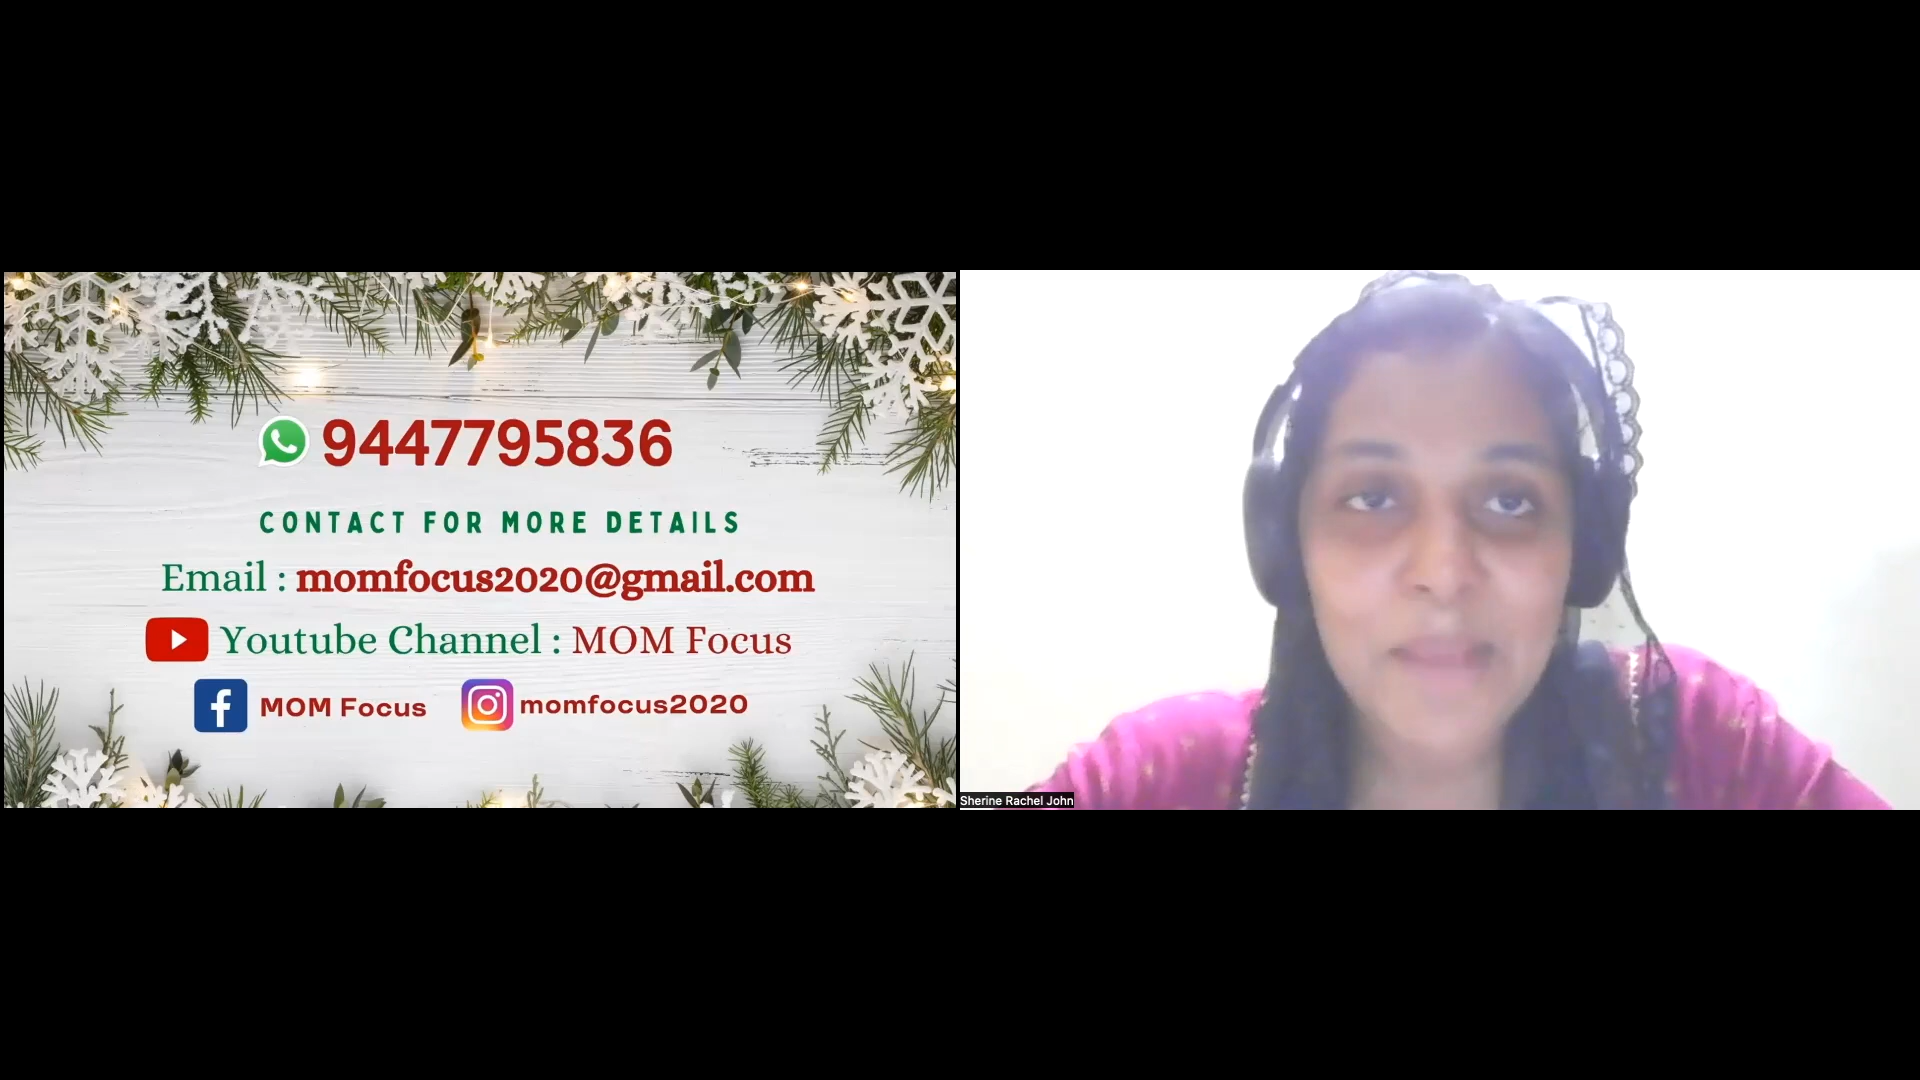 9447795836
CONTACT FOR MORE DETAILS
Email : momfocus2020@gmail.com
Youtube Channel : MOM Focus
MOM Focus momfocus2020
Sherine Rachel John